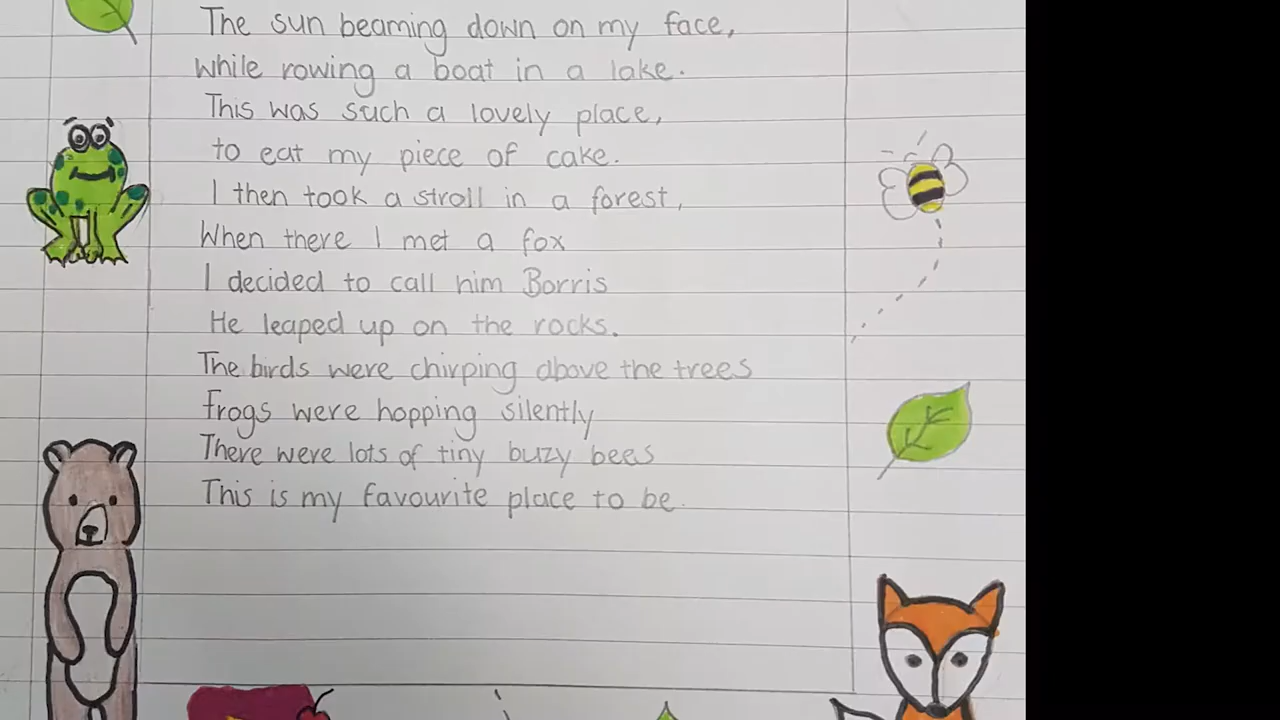 The sun beaming down on my face,
while rowing a boat in a lake.
This was such a lovely place,
to eat my piece of cake.
I then took a stroll in a forest,
When there I met a fox
I decided to call him Borris
He leaped up on the rocks.
The birds were chirping above the trees
frogs were hopping silently
There were lots of tiny buzy bees
This is my favourite place to be.